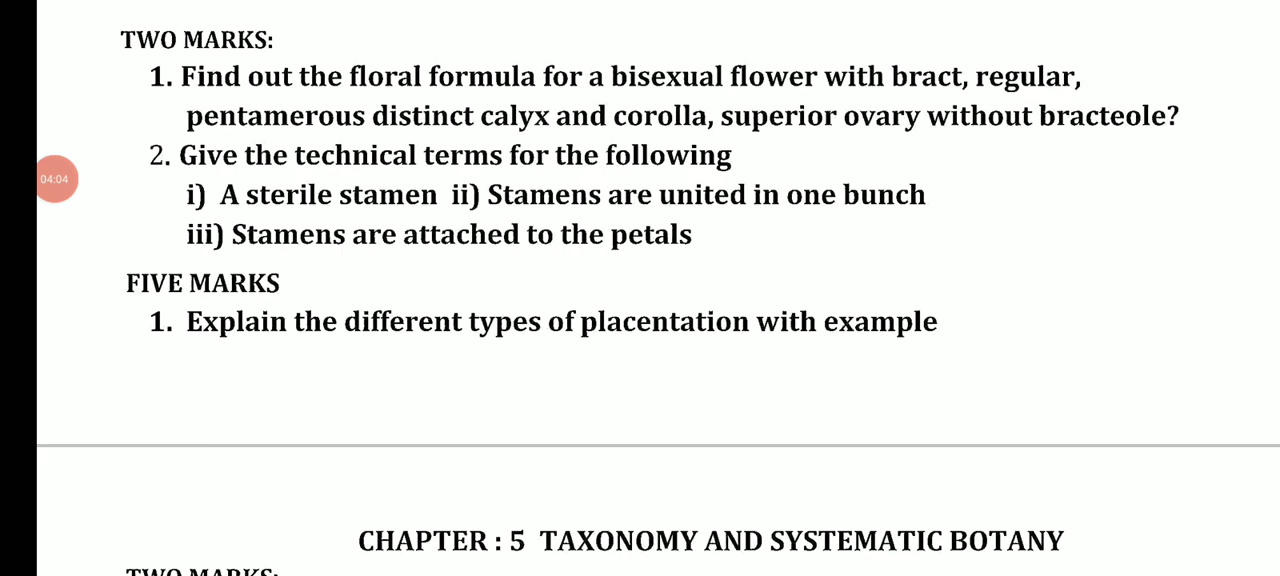 TWO MARKS:
1. Find out the floral formula for a bisexual flower with bract, regular,
pentamerous distinct calyx and corolla, superior ovary without bracteole?
2. Give the technical terms for the following
04:04
i) A sterile stamen ii) Stamens are united in one bunch
iii) Stamens are attached to the petals
FIVE MARKS
1. Explain the different types of placentation with example
CHAPTER : 5 TAXONOMY AND SYSTEMATIC BOTANY
TWO MARKS: